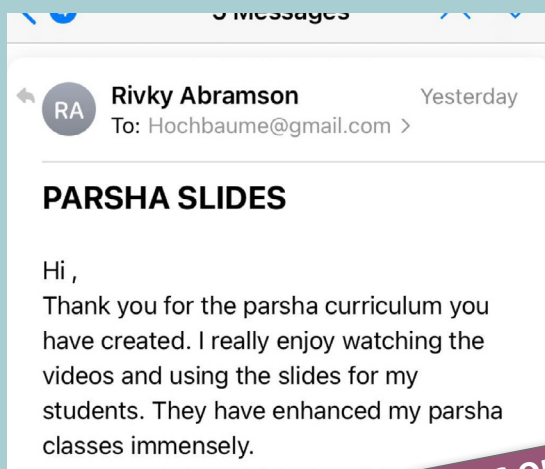 Messages
RA
Rivky Abramson
Yesterday
To: Hochbaume@gmail.com >
PARSHA SLIDES
Hi ,
Thank you for the parsha curriculum you
have created. I really enjoy watching the
videos and using the slides for my
students. They have enhanced my parsha
classes immensely.